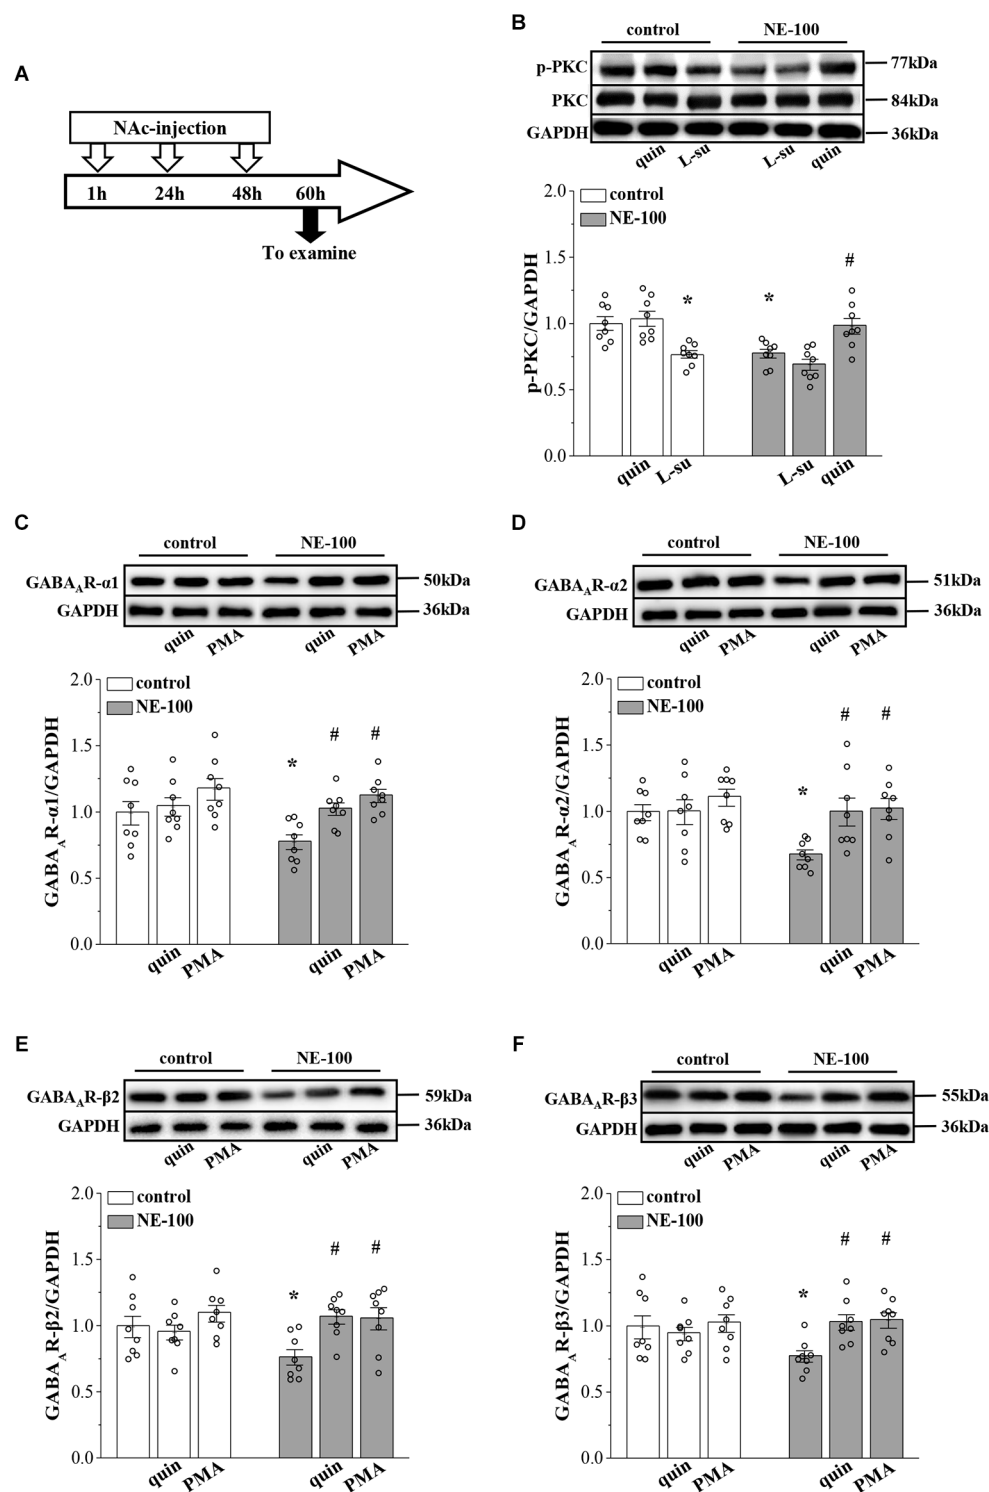 A
NAc-injection
1h 24h 48h 60h
To examine
B
control NE-100
p-PKC 77kDa
PKC 84kDa
GAPDH 36kDa
quin L-su L-su quin
2.0
1.5
1.0
0.5
0.0
p-PKC/GAPDH
control
NE-100
* * #
quin L-su L-su quin
C
control NE-100
GABA_AR-α1 50kDa
GAPDH 36kDa
quin PMA quin PMA
2.0
1.5
1.0
0.5
0.0
GABA_AR-α1/GAPDH
control
NE-100
* # #
quin PMA quin PMA
D
control NE-100
GABA_AR-α2 51kDa
GAPDH 36kDa
quin PMA quin PMA
2.0
1.5
1.0
0.5
0.0
GABA_AR-α2/GAPDH
control
NE-100
* # #
quin PMA quin PMA
E
control NE-100
GABA_AR-β2 59kDa
GAPDH 36kDa
quin PMA quin PMA
2.0
1.5
1.0
0.5
0.0
GABA_AR-β2/GAPDH
control
NE-100
* # #
quin PMA quin PMA
F
control NE-100
GABA_AR-β3 55kDa
GAPDH 36kDa
quin PMA quin PMA
2.0
1.5
1.0
0.5
0.0
GABA_AR-β3/GAPDH
control
NE-100
* # #
quin PMA quin PMA